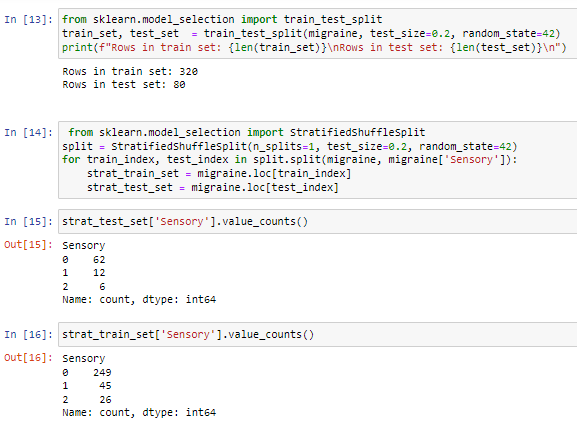 In [13]: from sklearn.model_selection import train_test_split
train_set, test_set  = train_test_split(migraine, test_size=0.2, random_state=42)
print(f"Rows in train set: {len(train_set)}\nRows in test set: {len(test_set)}\n")
Rows in train set: 320
Rows in test set: 80
In [14]:  from sklearn.model_selection import StratifiedShuffleSplit
split = StratifiedShuffleSplit(n_splits=1, test_size=0.2, random_state=42)
for train_index, test_index in split.split(migraine, migraine['Sensory']):
    strat_train_set = migraine.loc[train_index]
    strat_test_set = migraine.loc[test_index]
In [15]: strat_test_set['Sensory'].value_counts()
Out[15]: Sensory
0    62
1    12
2     6
Name: count, dtype: int64
In [16]: strat_train_set['Sensory'].value_counts()
Out[16]: Sensory
0    249
1     45
2     26
Name: count, dtype: int64